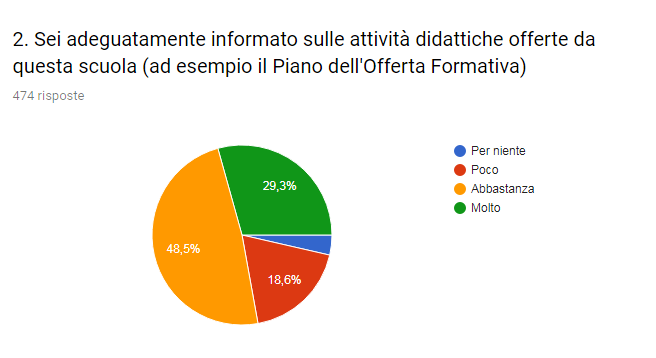 2. Sei adeguatamente informato sulle attività didattiche offerte da
questa scuola (ad esempio il Piano dell'Offerta Formativa)
474 risposte
Per niente
Poco
Abbastanza
Molto
29,3%
48,5%
18,6%